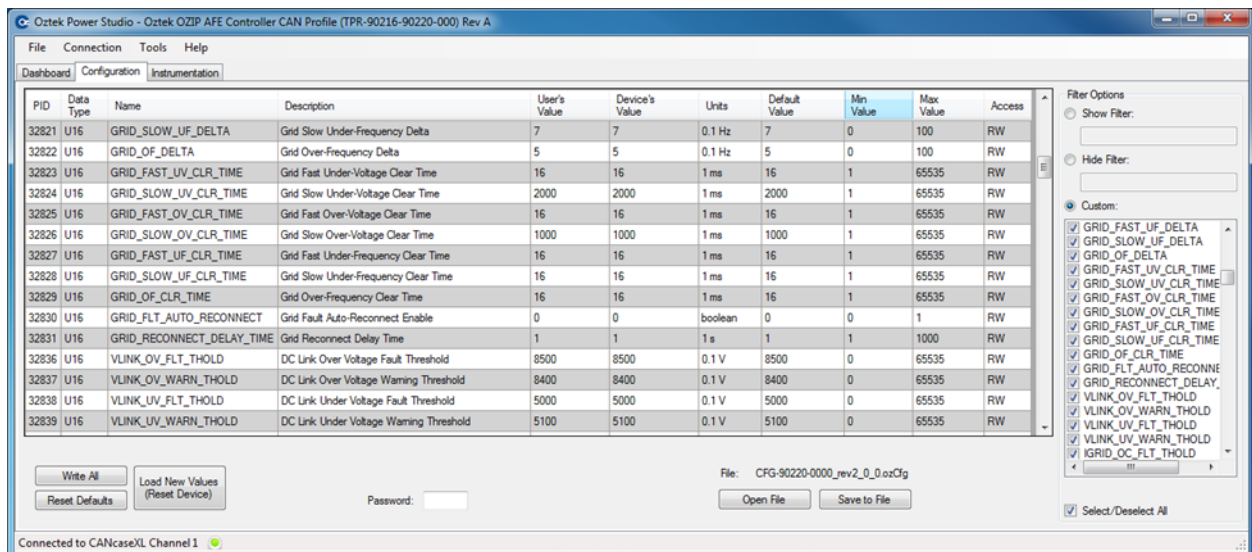 Oztek Power Studio - Oztek OZIP AFE Controller CAN Profile (TPR-90216-90220-000) Rev A
File Connection Tools Help
Dashboard Configuration Instrumentation
PID Data Type Name Description User's Value Device's Value Units Default Value Min Value Max Value Access
32821 U16 GRID_SLOW_UF_DELTA Grid Slow Under-Frequency Delta 7 7 0.1 Hz 7 0 100 RW
32822 U16 GRID_OF_DELTA Grid Over-Frequency Delta 5 5 0.1 Hz 5 0 100 RW
32823 U16 GRID_FAST_UV_CLR_TIME Grid Fast Under-Voltage Clear Time 16 16 1 ms 16 1 65535 RW
32824 U16 GRID_SLOW_UV_CLR_TIME Grid Slow Under-Voltage Clear Time 2000 2000 1 ms 2000 1 65535 RW
32825 U16 GRID_FAST_OV_CLR_TIME Grid Fast Over-Voltage Clear Time 16 16 1 ms 16 1 65535 RW
32826 U16 GRID_SLOW_OV_CLR_TIME Grid Slow Over-Voltage Clear Time 1000 1000 1 ms 1000 1 65535 RW
32827 U16 GRID_FAST_UF_CLR_TIME Grid Fast Under-Frequency Clear Time 16 16 1 ms 16 1 65535 RW
32828 U16 GRID_SLOW_UF_CLR_TIME Grid Slow Under-Frequency Clear Time 16 16 1 ms 16 1 65535 RW
32829 U16 GRID_OF_CLR_TIME Grid Over-Frequency Clear Time 16 16 1 ms 16 1 65535 RW
32830 U16 GRID_FLT_AUTO_RECONNECT Grid Fault Auto-Reconnect Enable 0 0 boolean 0 0 1 RW
32831 U16 GRID_RECONNECT_DELAY_TIME Grid Reconnect Delay Time 1 1 1 s 1 1 1000 RW
32836 U16 VLINK_OV_FLT_THOLD DC Link Over Voltage Fault Threshold 8500 8500 0.1 V 8500 0 65535 RW
32837 U16 VLINK_OV_WARN_THOLD DC Link Over Voltage Warning Threshold 8400 8400 0.1 V 8400 0 65535 RW
32838 U16 VLINK_UV_FLT_THOLD DC Link Under Voltage Fault Threshold 5000 5000 0.1 V 5000 0 65535 RW
32839 U16 VLINK_UV_WARN_THOLD DC Link Under Voltage Warning Threshold 5100 5100 0.1 V 5100 0 65535 RW
Filter Options
Show Filter:
Hide Filter:
Custom:
GRID_FAST_UF_DELTA
GRID_SLOW_UF_DELTA
GRID_OF_DELTA
GRID_FAST_UV_CLR_TIME
GRID_SLOW_UV_CLR_TIME
GRID_FAST_OV_CLR_TIME
GRID_SLOW_OV_CLR_TIME
GRID_FAST_UF_CLR_TIME
GRID_SLOW_UF_CLR_TIME
GRID_OF_CLR_TIME
GRID_FLT_AUTO_RECONNE
GRID_RECONNECT_DELAY_
VLINK_OV_FLT_THOLD
VLINK_OV_WARN_THOLD
VLINK_UV_FLT_THOLD
VLINK_UV_WARN_THOLD
IGRID_OC_FLT_THOLD
Select/Deselect All
Write All
Reset Defaults
Load New Values
(Reset Device)
Password:
File: CFG-90220-0000_rev2_0_0.ozCfg
Open File Save to File
Connected to CANcaseXL Channel 1